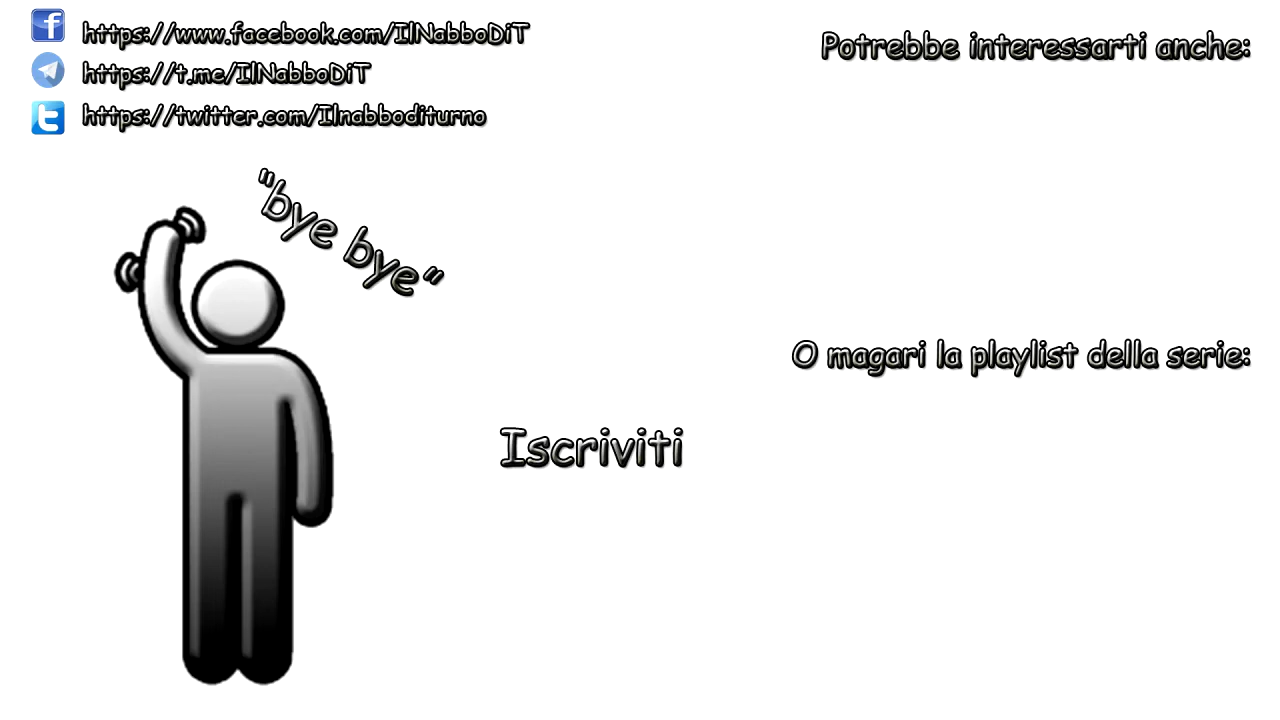 https://www.facebook.com/IlNabboDiT
https://t.me/IlNabboDiT
https://twitter.com/Ilnabboditurno
Potrebbe interessarti anche:
"bye bye"
O magari la playlist della serie:
Iscriviti